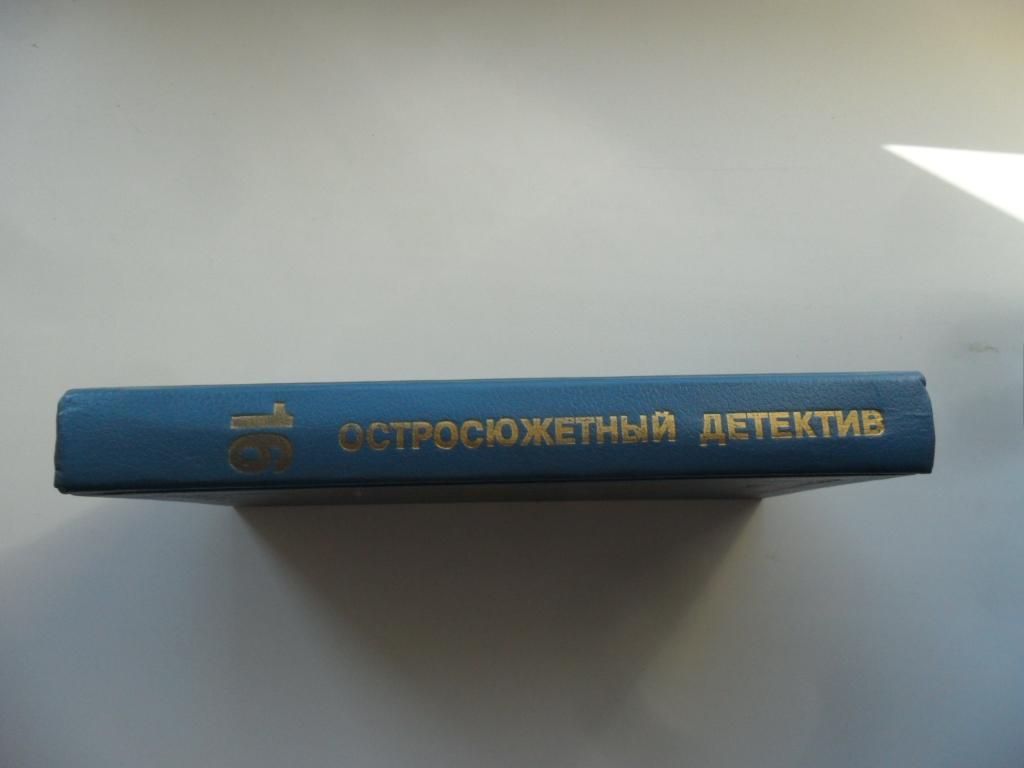 16
ОСТРОСЮЖЕТНЫЙ ДЕТЕКТИВ